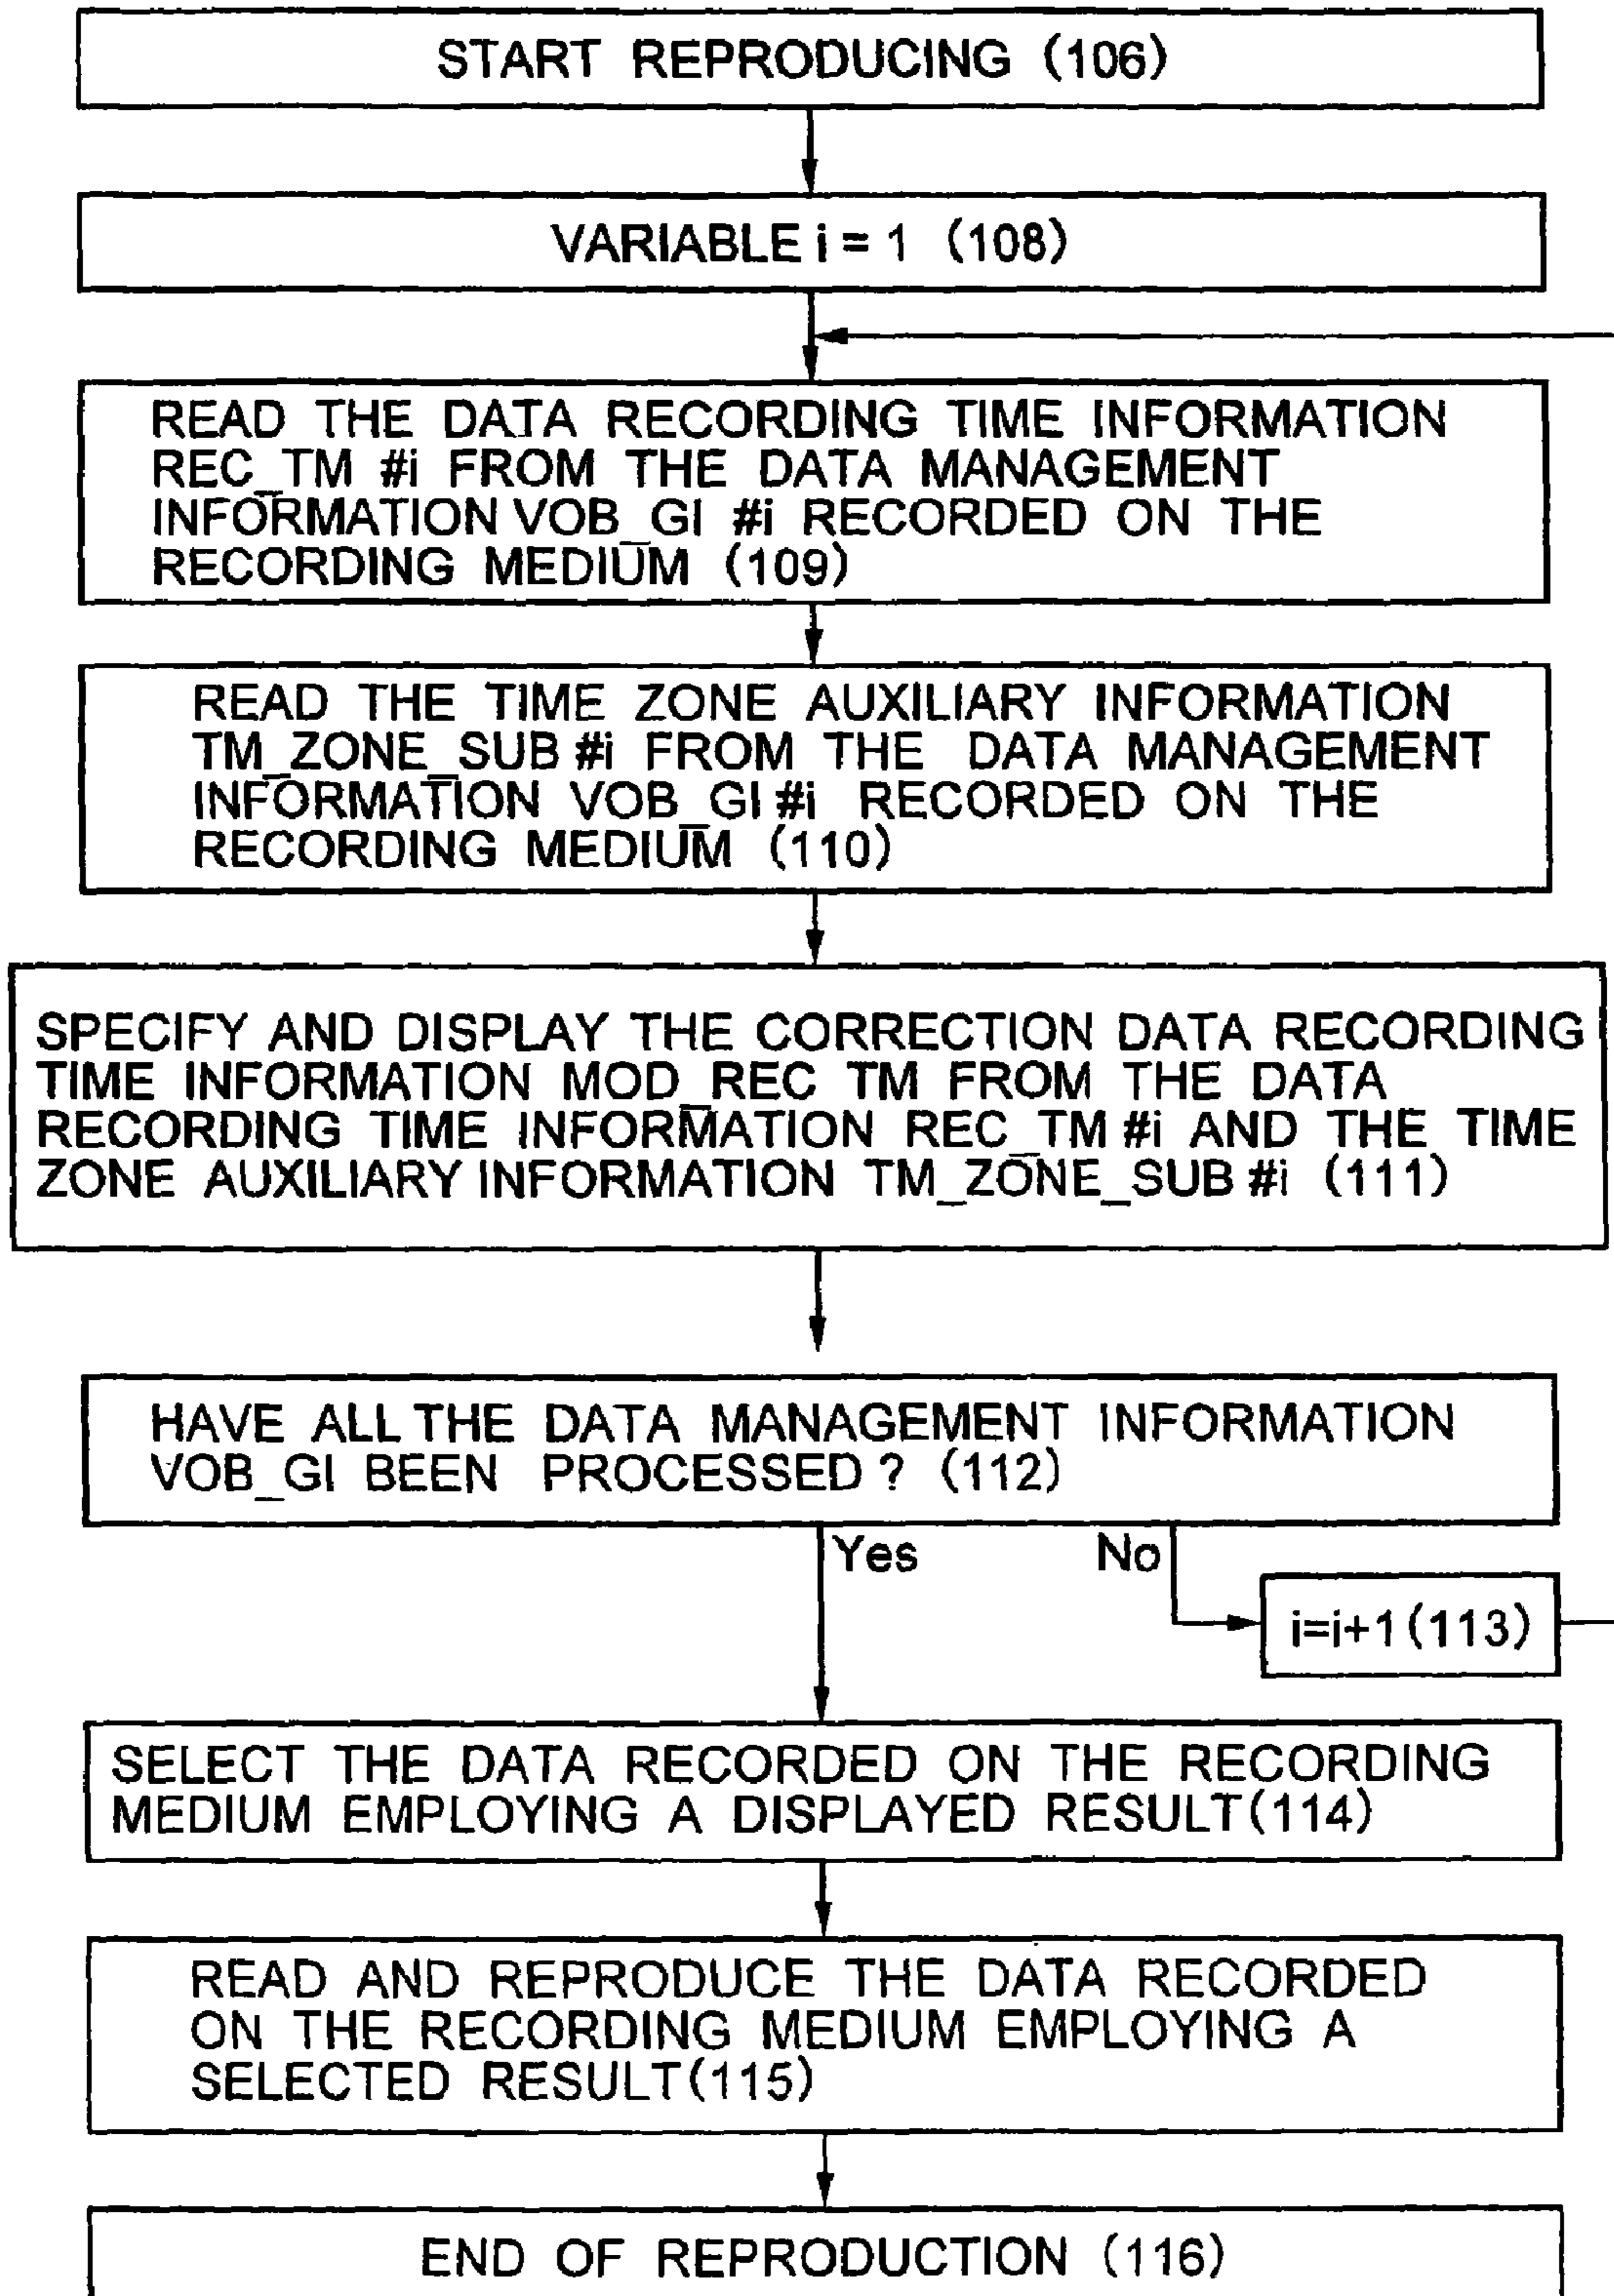 START REPRODUCING (106)
VARIABLE i = 1 (108)
READ THE DATA RECORDING TIME INFORMATION
REC_TM #i FROM THE DATA MANAGEMENT
INFORMATION VOB_GI #i RECORDED ON THE
RECORDING MEDIUM (109)
READ THE TIME ZONE AUXILIARY INFORMATION
TM_ZONE_SUB #i FROM THE DATA MANAGEMENT
INFORMATION VOB_GI #i RECORDED ON THE
RECORDING MEDIUM (110)
SPECIFY AND DISPLAY THE CORRECTION DATA RECORDING
TIME INFORMATION MOD_REC TM FROM THE DATA
RECORDING TIME INFORMATION REC_TM #i AND THE TIME
ZONE AUXILIARY INFORMATION TM_ZONE_SUB #i (111)
HAVE ALL THE DATA MANAGEMENT INFORMATION
VOB_GI BEEN PROCESSED ? (112)
Yes No
i=i+1(113)
SELECT THE DATA RECORDED ON THE RECORDING
MEDIUM EMPLOYING A DISPLAYED RESULT(114)
READ AND REPRODUCE THE DATA RECORDED
ON THE RECORDING MEDIUM EMPLOYING A
SELECTED RESULT(115)
END OF REPRODUCTION (116)